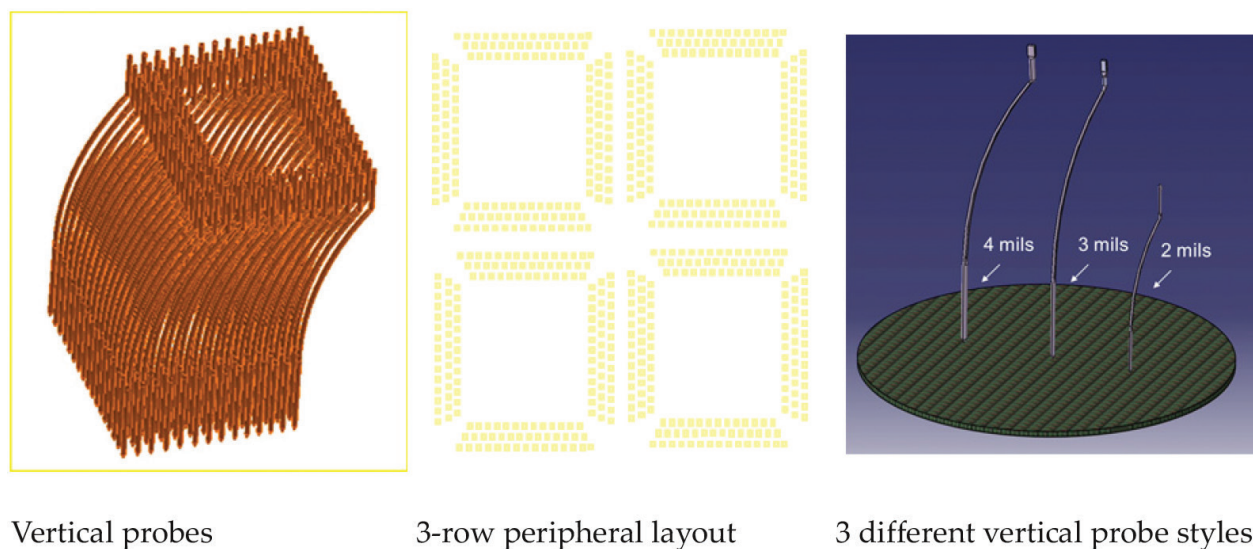 4 mils
3 mils
2 mils
Vertical probes
3-row peripheral layout
3 different vertical probe styles